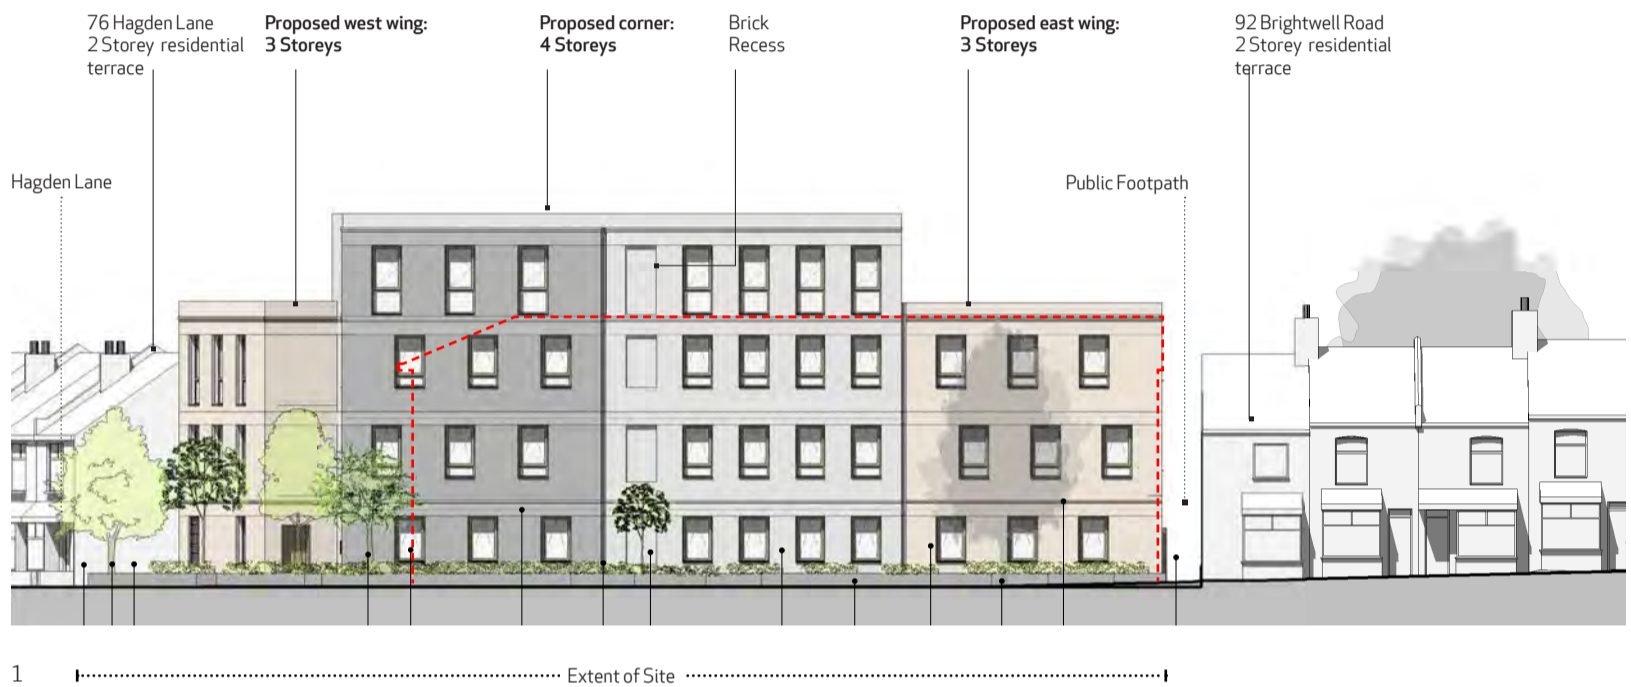 76 Hagden Lane
2 Storey residential
terrace
Proposed west wing:
3 Storeys
Proposed corner:
4 Storeys
Brick
Recess
Proposed east wing:
3 Storeys
92 Brightwell Road
2 Storey residential
terrace
Hagden Lane
Public Footpath
1
Extent of Site